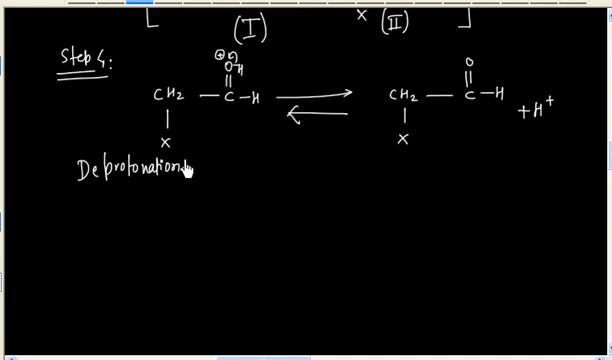 (I) x (II)
Step 4:
⊕
OH O
|| ||
CH2 — C — H ⇌ CH2 — C — H + H+
| |
X X
Deprotonation